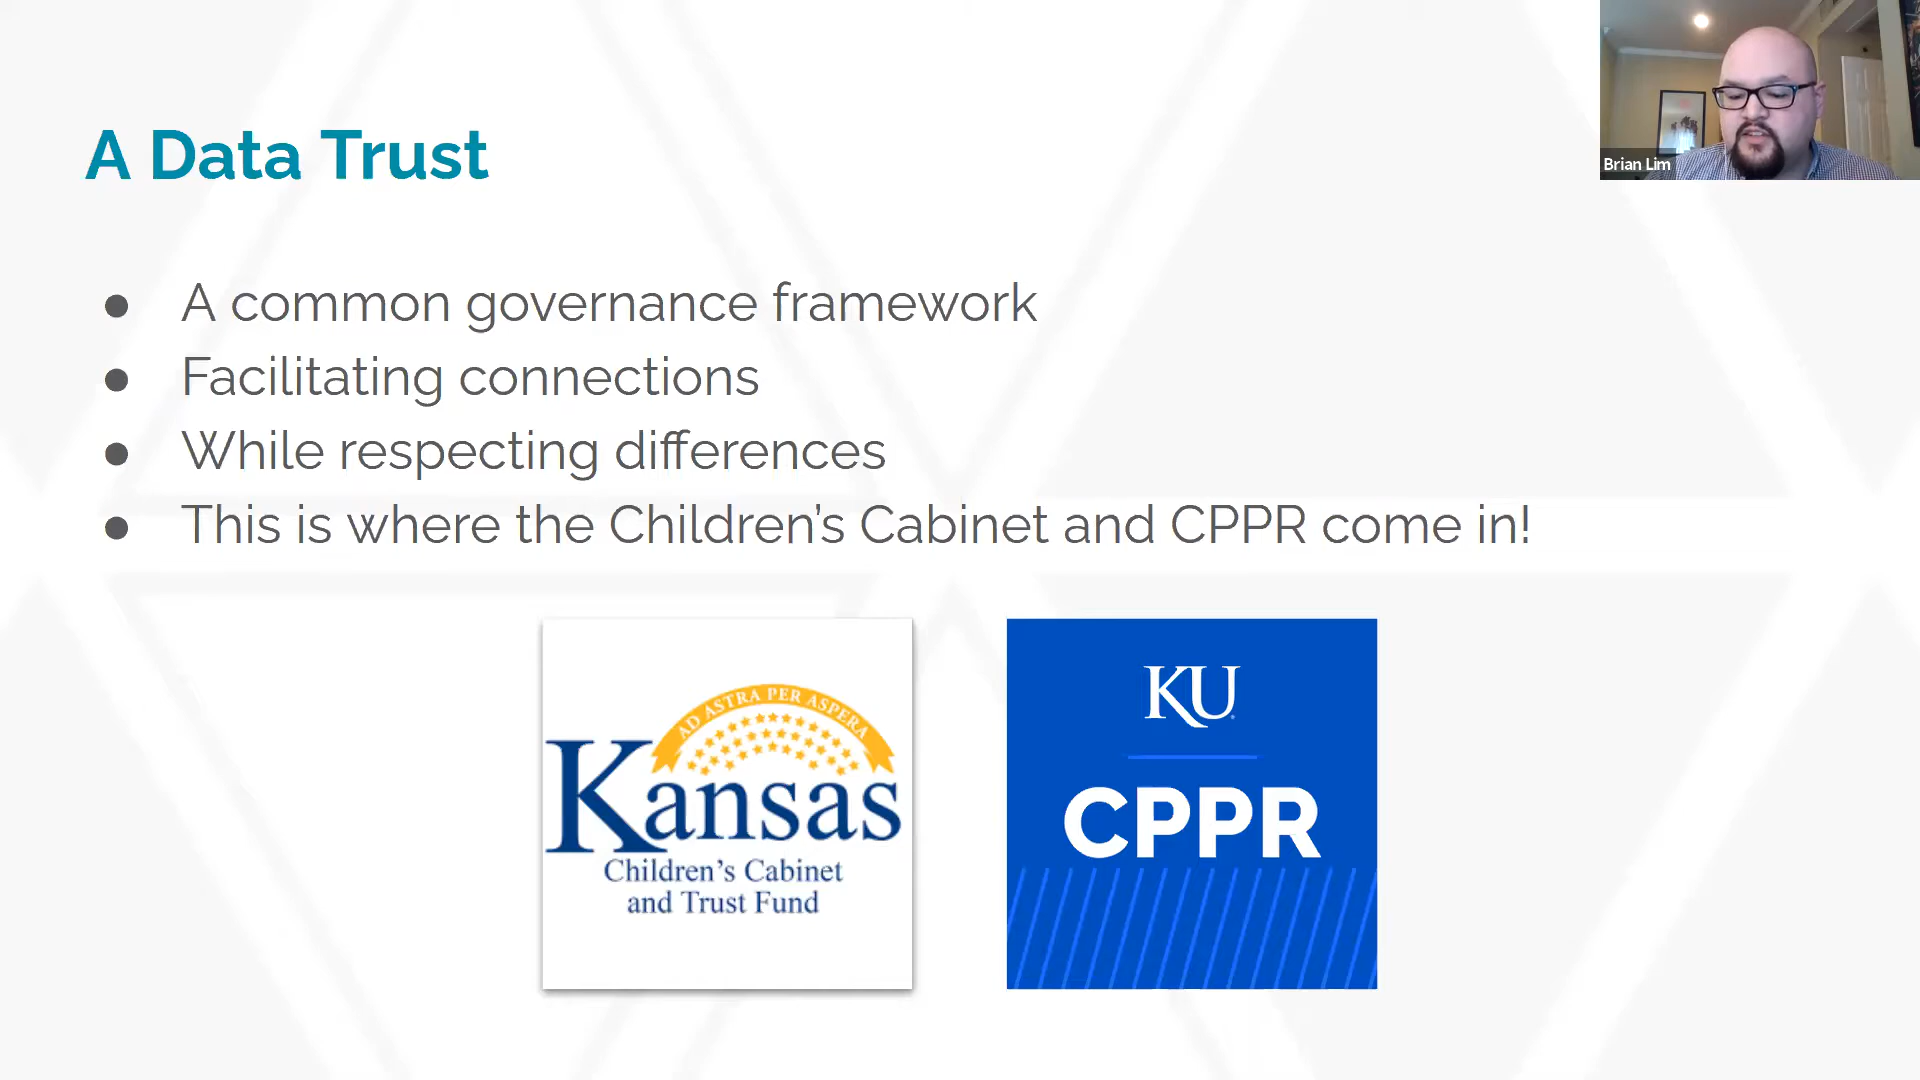 A Data Trust
Brian Lim
● A common governance framework
● Facilitating connections
● While respecting differences
● This is where the Children’s Cabinet and CPPR come in!
AD ASTRA PER ASPERA
Kansas
Children’s Cabinet
and Trust Fund
KU
CPPR